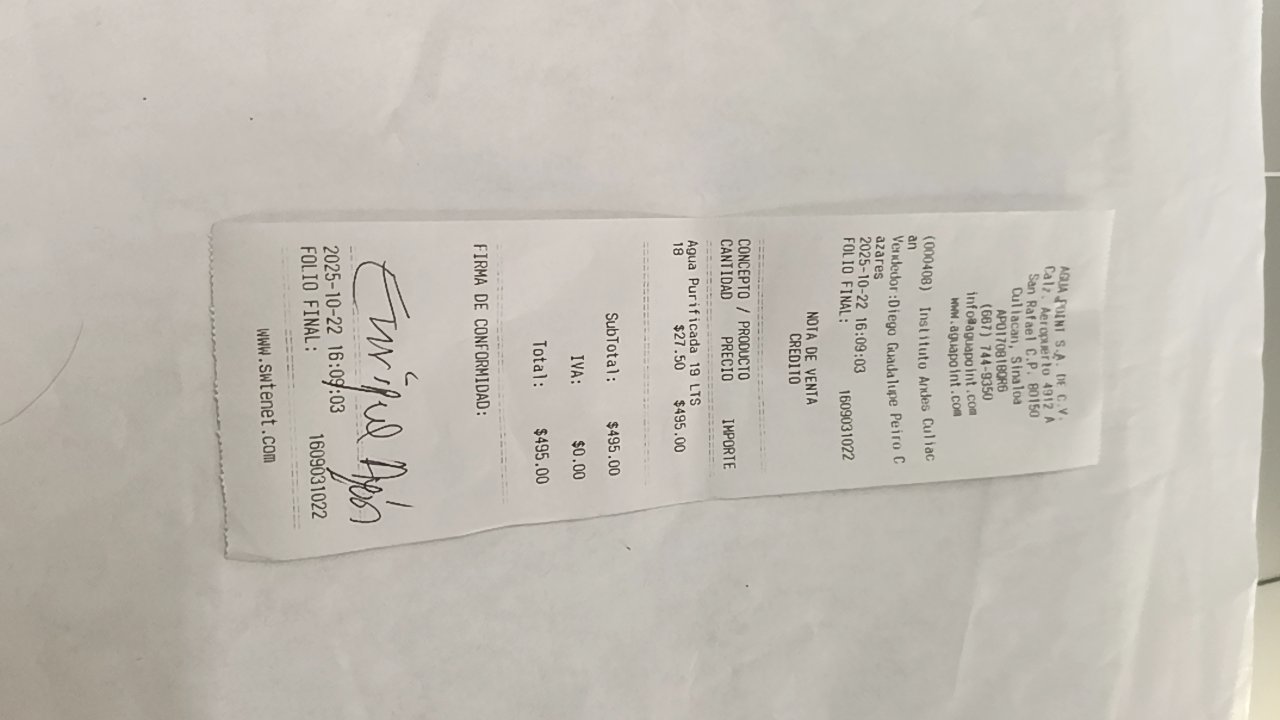 AGUA POINT S.A. DE C.V.
Calz. Aeropuerto 4912 A
San Rafael C.P. 80150
Culiacan, Sinaloa
APO170818QR6
(667) 744-9350
info@aguapoint.com
www.aguapoint.com
(000408) Instituto Andes Culiac
an
Vendedor:Diego Guadalupe Peiro C
azares
2025-10-22 16:09:03
FOLIO FINAL: 1609031022
NOTA DE VENTA
CREDITO
CONCEPTO / PRODUCTO
CANTIDAD PRECIO IMPORTE
Agua Purificada 19 LTS
18 $27.50 $495.00
SubTotal: $495.00
IVA: $0.00
Total: $495.00
FIRMA DE CONFORMIDAD:
Enrique
2025-10-22 16:09:03
FOLIO FINAL: 1609031022
www.swtenet.com